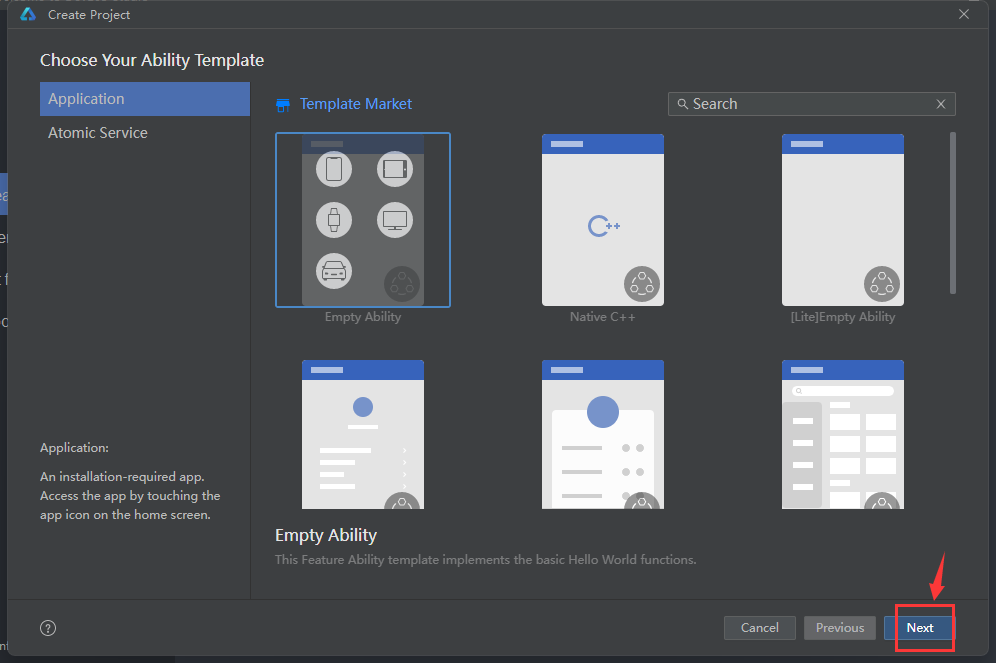 Create Project
Choose Your Ability Template
Application
Atomic Service
Template Market
Search
C++
Empty Ability
Native C++
[Lite]Empty Ability
Application:
An installation-required app.
Access the app by touching the
app icon on the home screen.
Empty Ability
This Feature Ability template implements the basic Hello World functions.
?
Cancel
Previous
Next